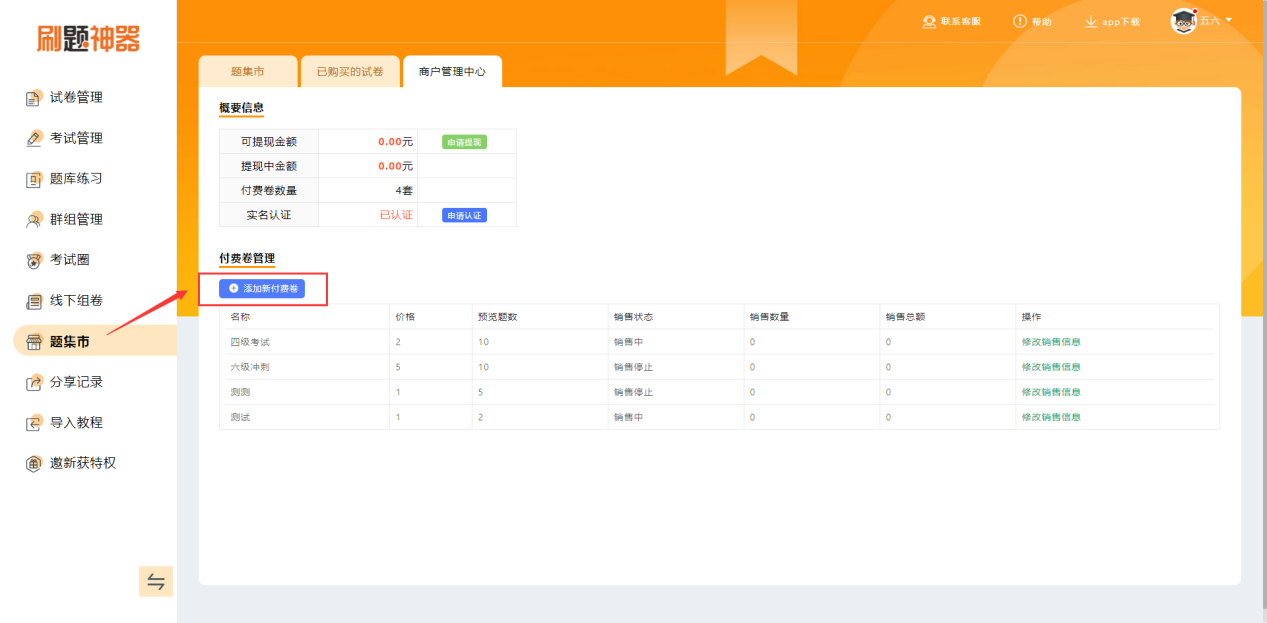 刷题神器
联系客服 帮助 app下载 五六
试卷管理
考试管理
题库练习
群组管理
考试圈
线下组卷
题集市
分享记录
导入教程
邀新获特权
题集市 已购买的试卷 商户管理中心
概要信息
可提现金额 0.00元 申请提现
提现中金额 0.00元
付费卷数量 4套
实名认证 已认证 申请认证
付费卷管理
添加新付费卷
名称 价格 预览题数 销售状态 销售数量 销售总额 操作
四级考试 2 10 销售中 0 0 修改销售信息
六级冲刺 5 10 销售停止 0 0 修改销售信息
测测 1 5 销售停止 0 0 修改销售信息
测试 1 2 销售中 0 0 修改销售信息